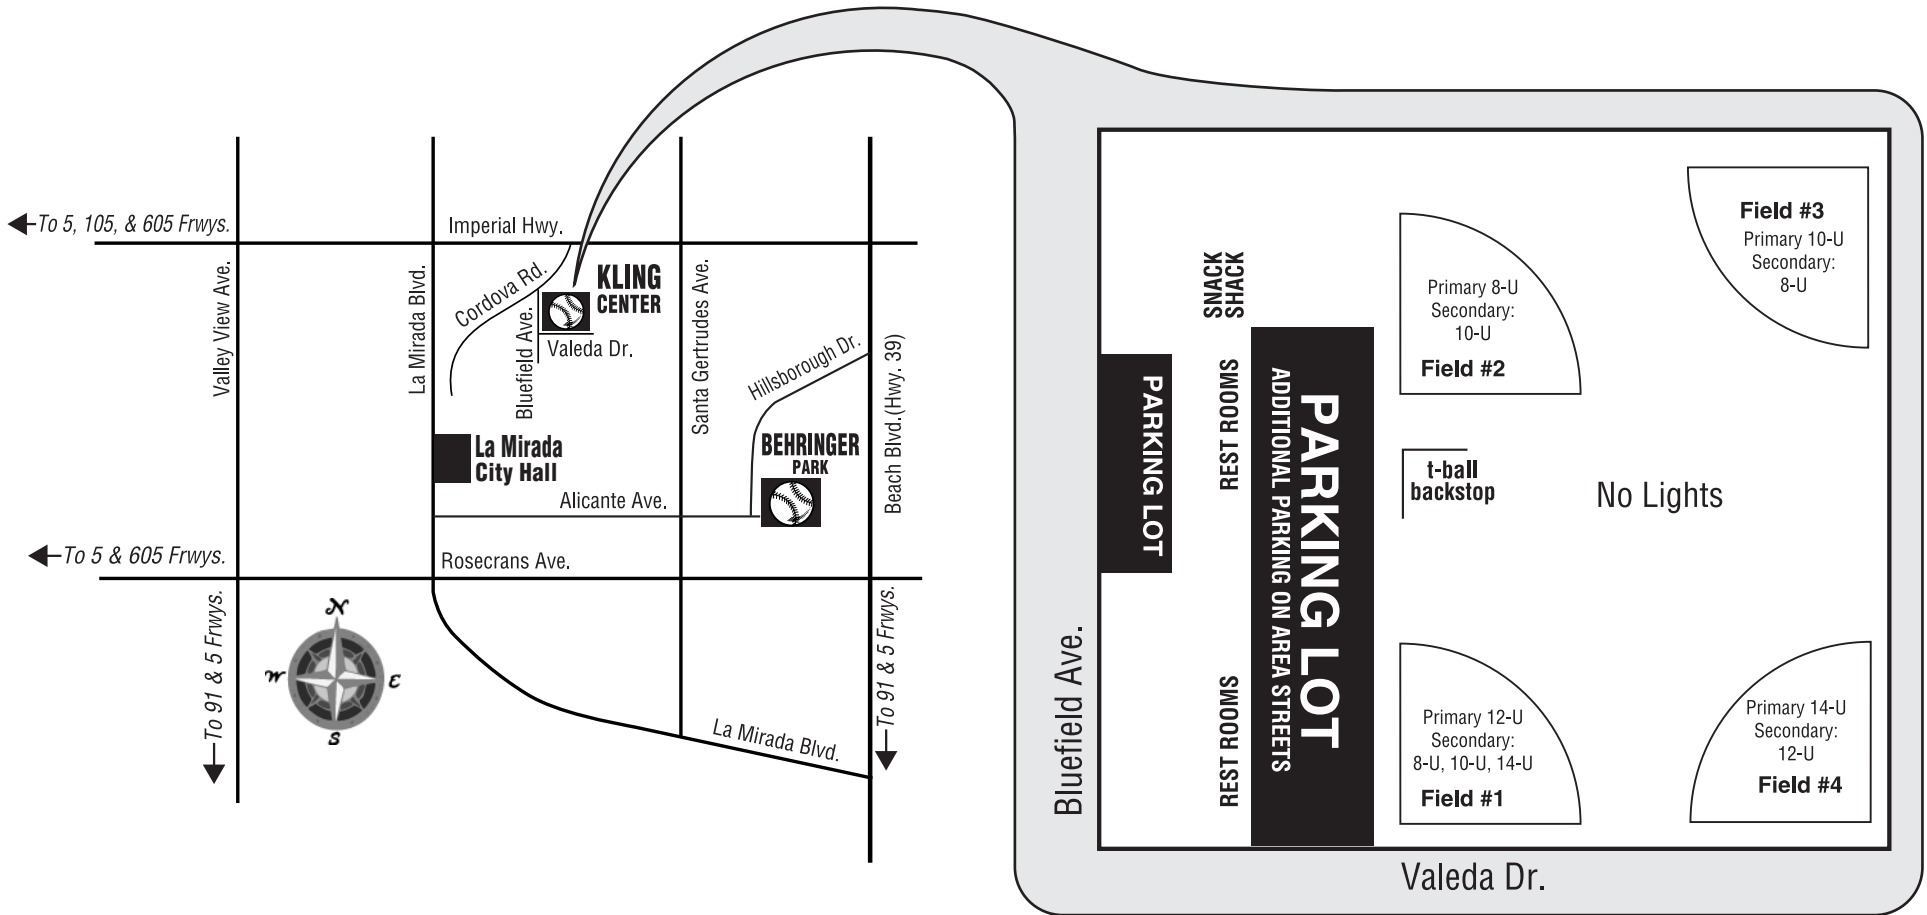 To 5, 105, & 605 Frwys.
Imperial Hwy.
Valley View Ave.
La Mirada Blvd.
Cordova Rd.
Bluefield Ave.
KLING
CENTER
Valeda Dr.
Santa Gertrudes Ave.
Hillsborough Dr.
Beach Blvd.(Hwy. 39)
La Mirada
City Hall
BEHRINGER
PARK
Alicante Ave.
To 5 & 605 Frwys.
Rosecrans Ave.
To 91 & 5 Frwys.
N
W
E
S
La Mirada Blvd.
To 91 & 5 Frwys.
Bluefield Ave.
PARKING LOT
SNACK
SHACK
REST ROOMS
REST ROOMS
PARKING LOT
ADDITIONAL PARKING ON AREA STREETS
Primary 8-U
Secondary:
10-U
Field #2
Field #3
Primary 10-U
Secondary:
8-U
t-ball
backstop
No Lights
Primary 12-U
Secondary:
8-U, 10-U, 14-U
Field #1
Primary 14-U
Secondary:
12-U
Field #4
Valeda Dr.